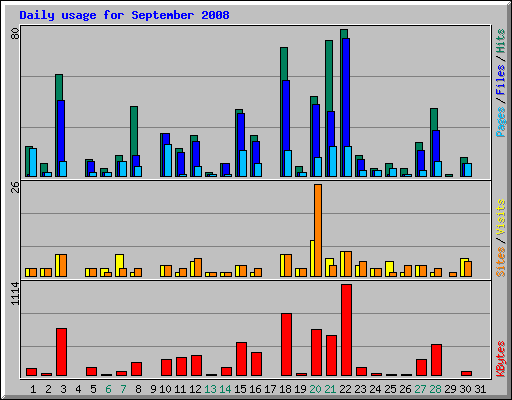 Daily usage for September 2008
80
Pages / Files / Hits
26
Sites / Visits
1114
KBytes
1 2 3 4 5 6 7 8 9 10 11 12 13 14 15 16 17 18 19 20 21 22 23 24 25 26 27 28 29 30 31